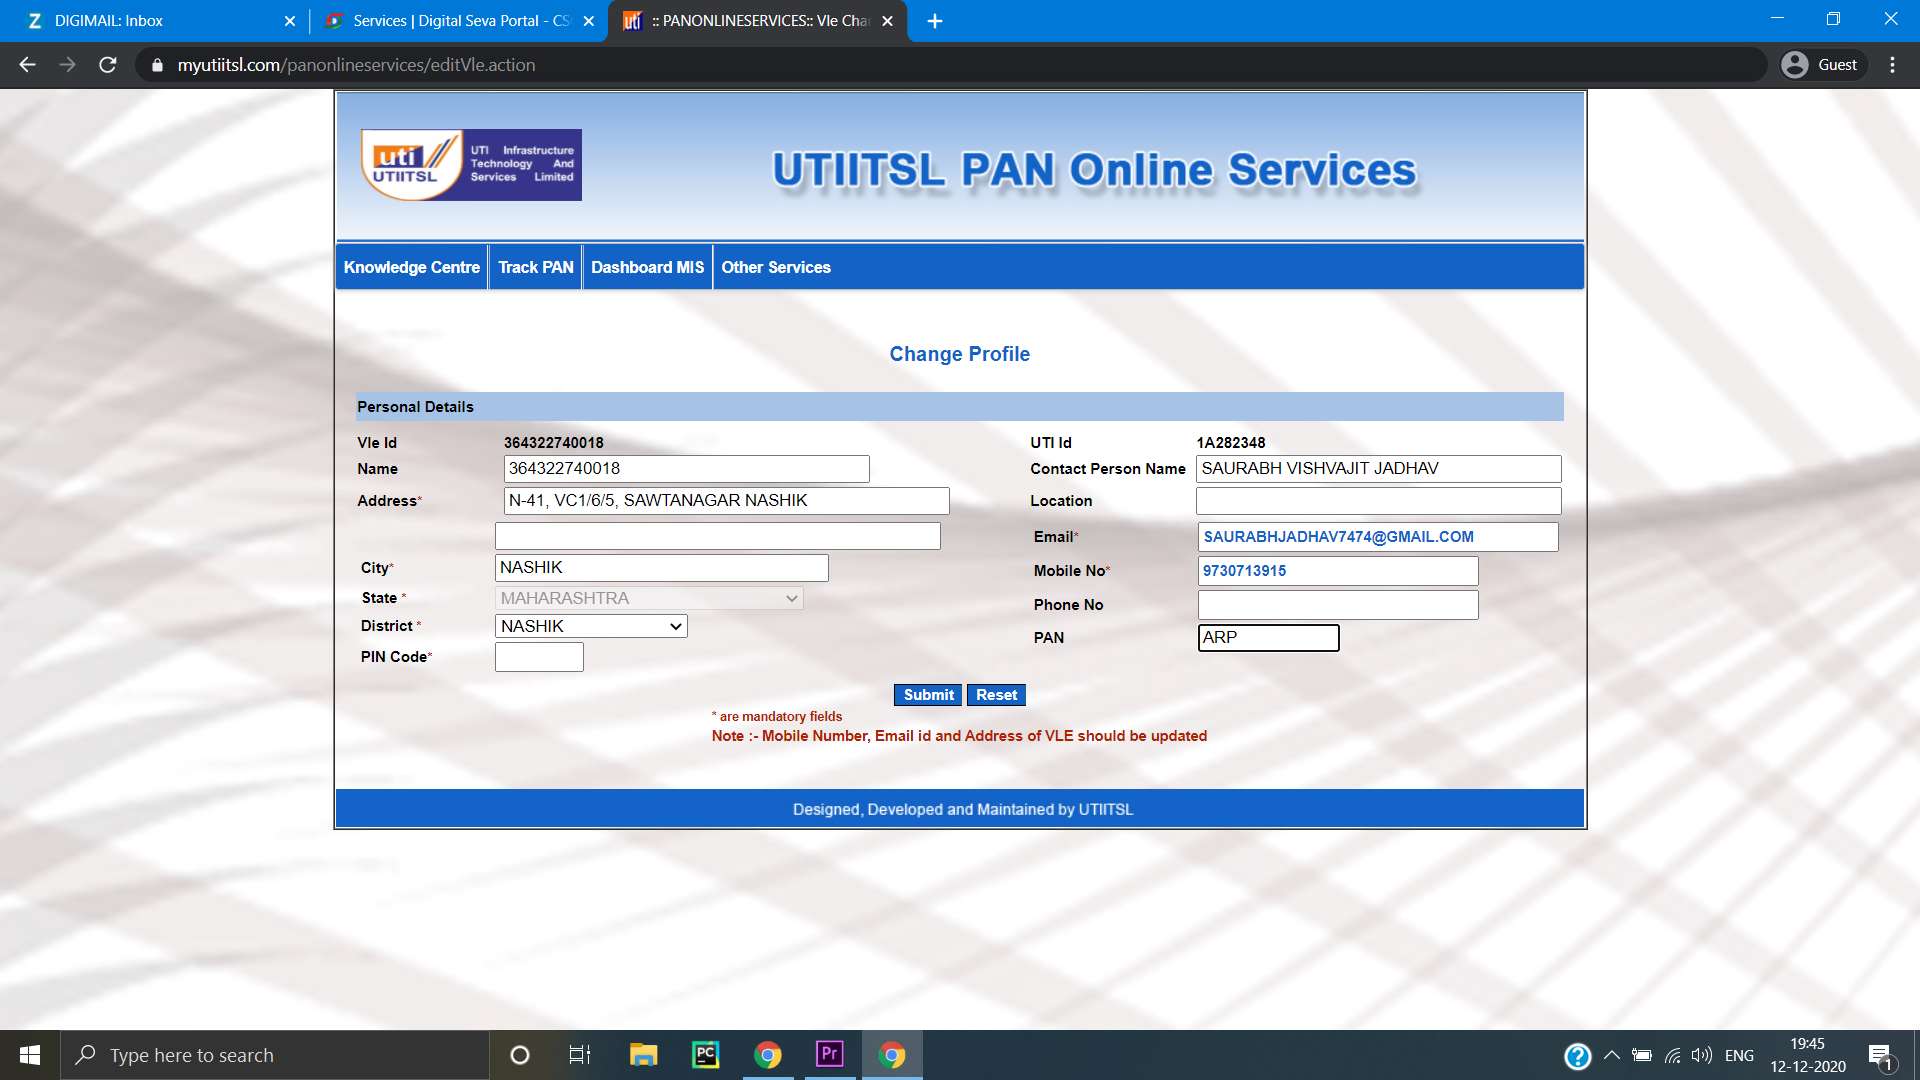 DIGIMAIL: Inbox
Services | Digital Seva Portal - CS
:: PANONLINESERVICES:: Vle Cha
myutiitsl.com/panonlineservices/editVle.action
Guest
uti
UTIITSL
UTI Infrastructure
Technology And
Services Limited
UTIITSL PAN Online Services
Knowledge Centre
Track PAN
Dashboard MIS
Other Services
Change Profile
Personal Details
Vle Id 364322740018
UTI Id 1A282348
Name 364322740018
Contact Person Name SAURABH VISHVAJIT JADHAV
Address* N-41, VC1/6/5, SAWTANAGAR NASHIK
Location
Email* SAURABHJADHAV7474@GMAIL.COM
City* NASHIK
Mobile No* 9730713915
State * MAHARASHTRA
Phone No
District * NASHIK
PAN ARP
PIN Code*
Submit Reset
* are mandatory fields
Note :- Mobile Number, Email id and Address of VLE should be updated
Designed, Developed and Maintained by UTIITSL
Type here to search
PC
Pr
ENG
19:45
12-12-2020
1